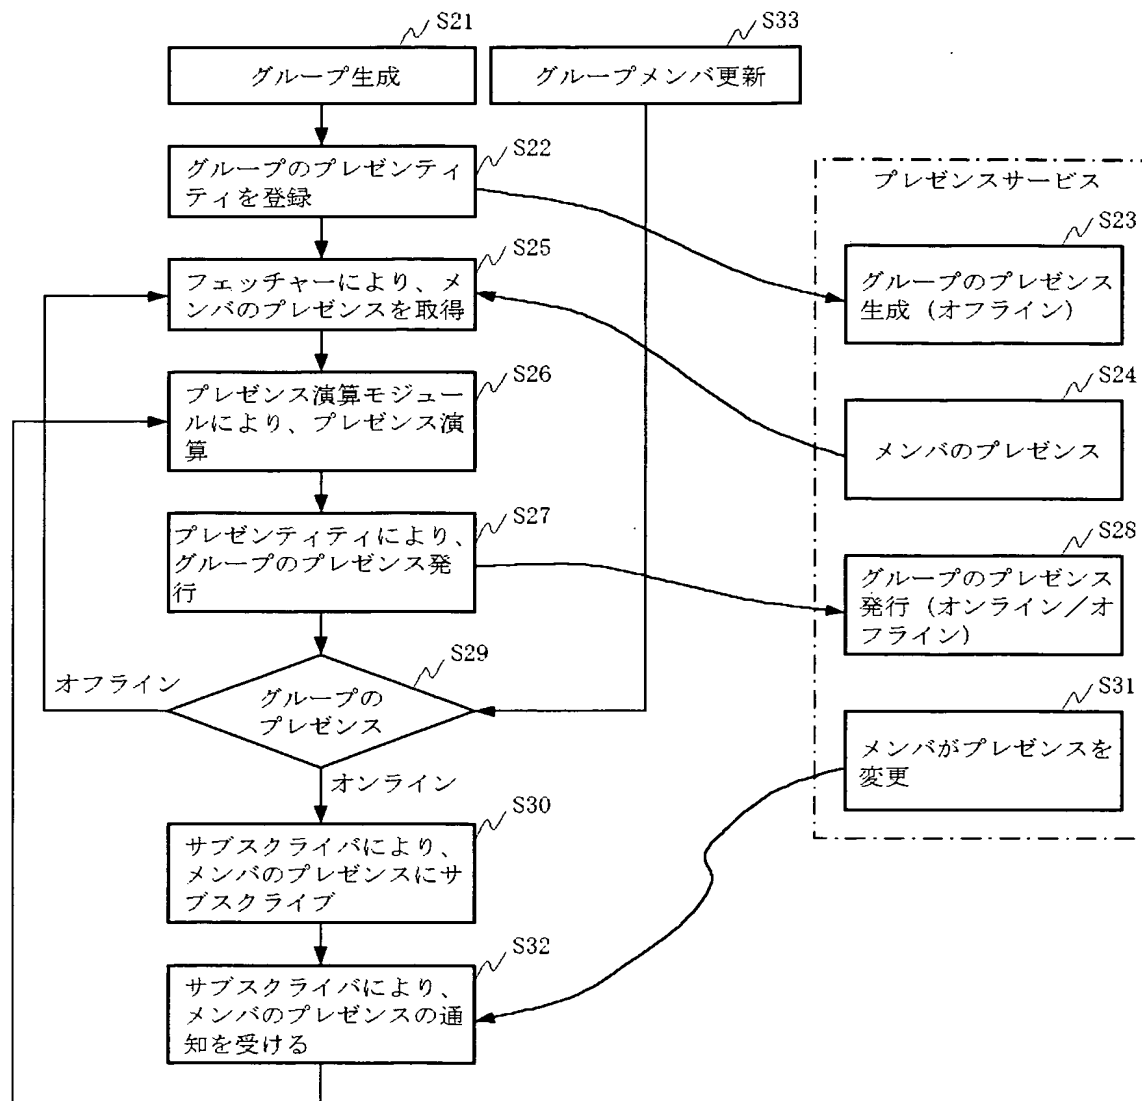 S21
グループ生成
S33
グループメンバ更新
S22
グループのプレゼンティ
ティを登録
プレゼンスサービス
S23
グループのプレゼンス
生成（オフライン）
S25
フェッチャーにより、メ
ンバのプレゼンスを取得
S24
メンバのプレゼンス
S26
プレゼンス演算モジュー
ルにより、プレゼンス演
算
S27
プレゼンティティにより、
グループのプレゼンス発
行
S28
グループのプレゼンス
発行（オンライン／オ
フライン）
S29
グループの
プレゼンス
オフライン
オンライン
S31
メンバがプレゼンスを
変更
S30
サブスクライバにより、
メンバのプレゼンスにサ
ブスクライブ
S32
サブスクライバにより、
メンバのプレゼンスの通
知を受ける